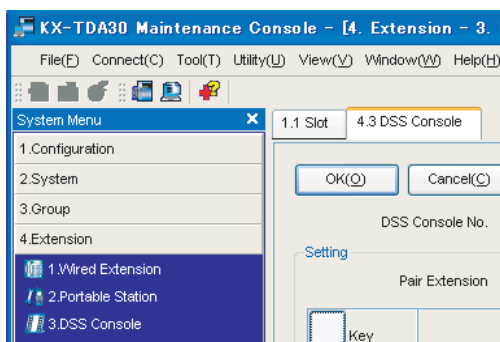 KX-TDA30 Maintenance Console - [4. Extension - 3.
File(F) Connect(C) Tool(T) Utility(U) View(V) Window(W) Help(H)
System Menu
1.1 Slot 4.3 DSS Console
1.Configuration
2.System
3.Group
4.Extension
1.Wired Extension
2.Portable Station
3.DSS Console
OK(O) Cancel(C)
DSS Console No.
Setting
Pair Extension
Key